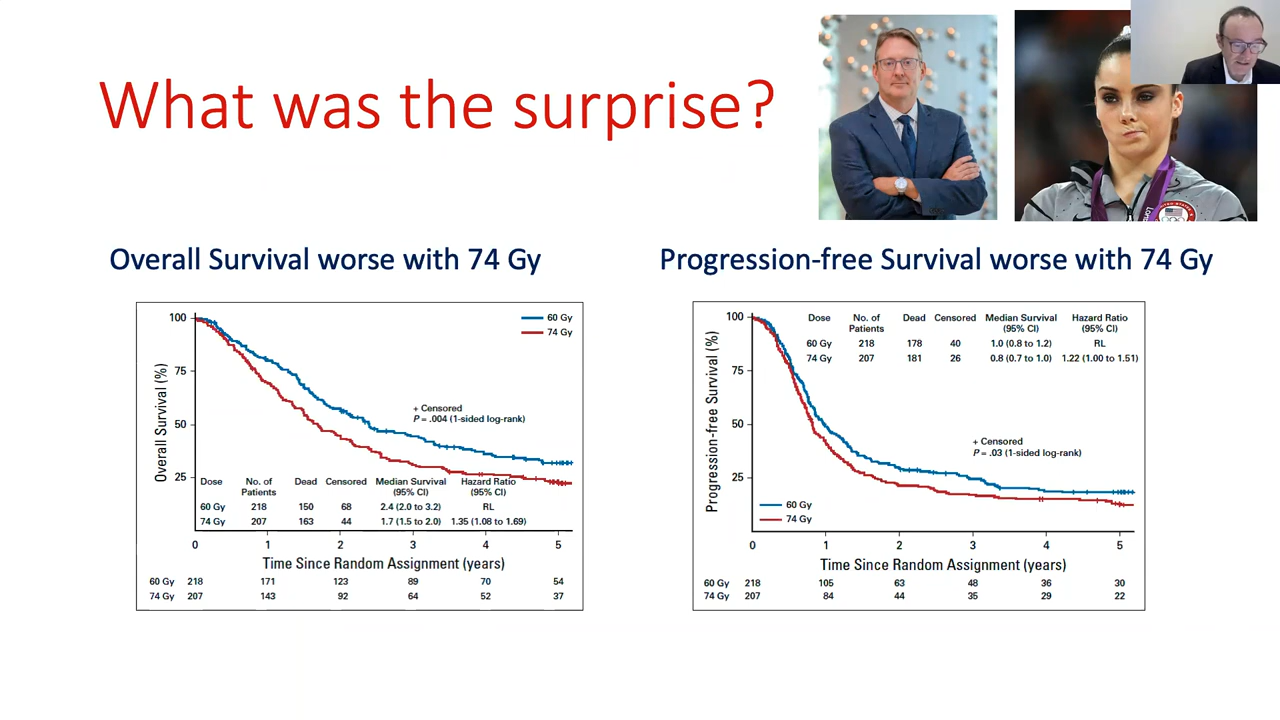 What was the surprise?
Overall Survival worse with 74 Gy
Progression-free Survival worse with 74 Gy
Overall Survival (%)
100
75
50
25
60 Gy
74 Gy
+ Censored
P = .004 (1-sided log-rank)
Dose No. of Patients Dead Censored Median Survival (95% CI) Hazard Ratio (95% CI)
60 Gy 218 150 68 2.4 (2.0 to 3.2) RL
74 Gy 207 163 44 1.7 (1.5 to 2.0) 1.35 (1.08 to 1.69)
0 1 2 3 4 5
Time Since Random Assignment (years)
60 Gy 218 171 123 89 70 54
74 Gy 207 143 92 64 52 37
Progression-free Survival (%)
100
75
50
25
Dose No. of Patients Dead Censored Median Survival (95% CI) Hazard Ratio (95% CI)
60 Gy 218 178 40 1.0 (0.8 to 1.2) RL
74 Gy 207 181 26 0.8 (0.7 to 1.0) 1.22 (1.00 to 1.51)
+ Censored
P = .03 (1-sided log-rank)
60 Gy
74 Gy
0 1 2 3 4 5
Time Since Random Assignment (years)
60 Gy 218 105 63 48 36 30
74 Gy 207 84 44 35 29 22